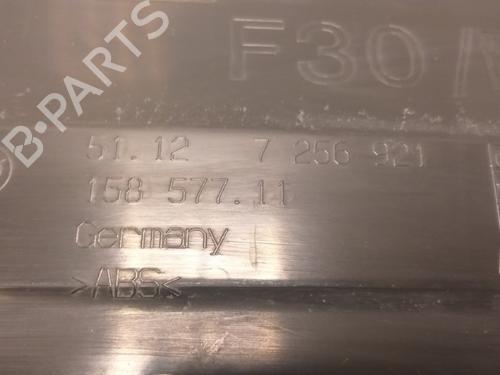 F30
B-PARTS
51.12 7 256 921
158 577.11
Germany
>ABS<